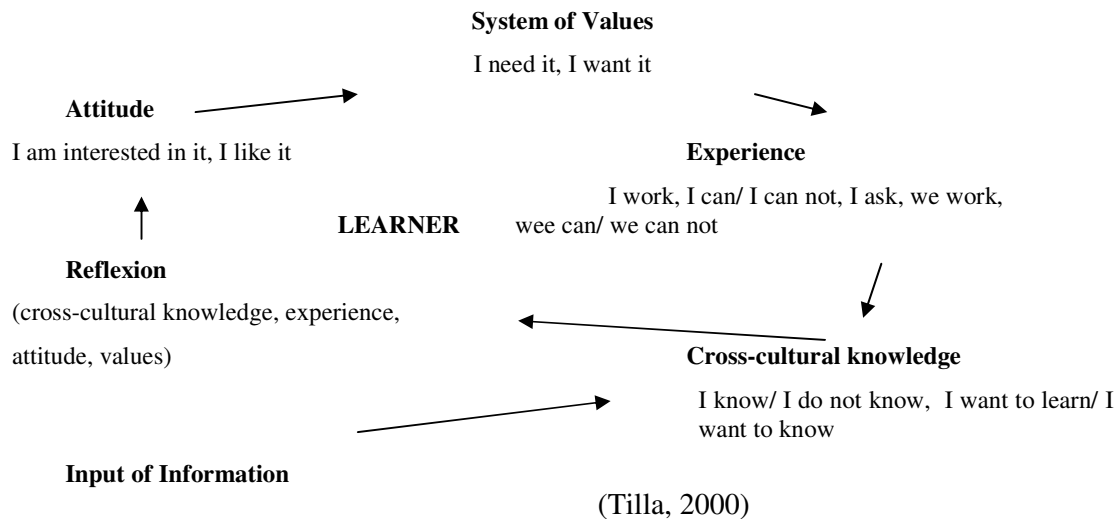 System of Values
I need it, I want it
Attitude
I am interested in it, I like it
Experience
I work, I can/ I can not, I ask, we work,
wee can/ we can not
LEARNER
Reflexion
(cross-cultural knowledge, experience,
attitude, values)
Cross-cultural knowledge
I know/ I do not know, I want to learn/ I
want to know
Input of Information
(Tilla, 2000)